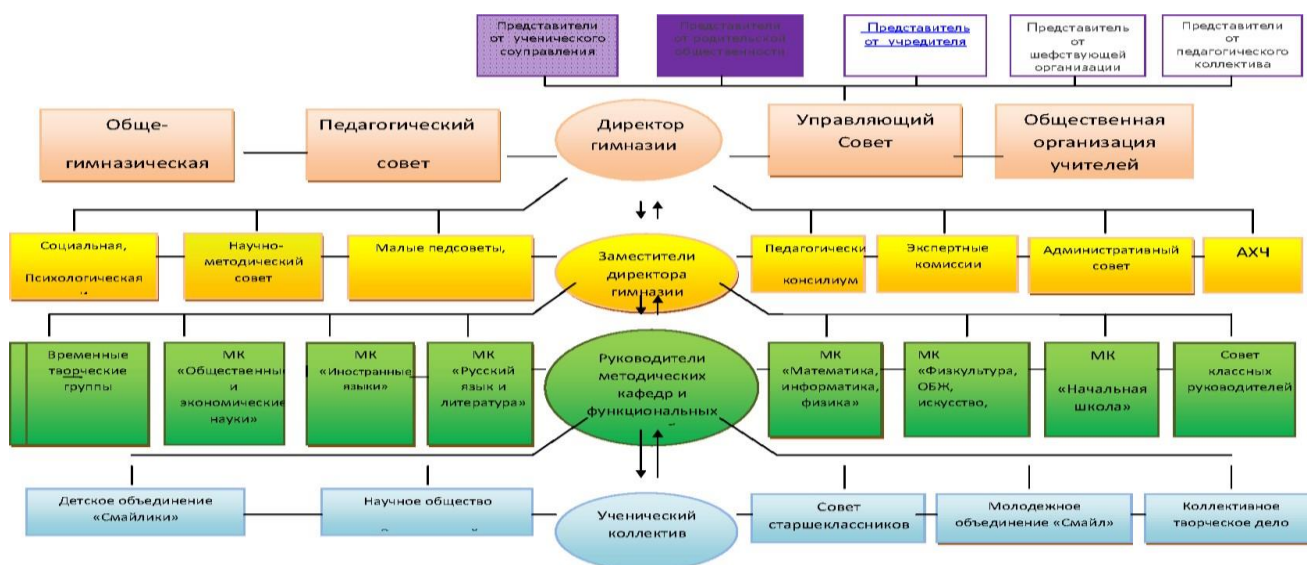 Представители
от ученического
соуправления
Представители
от родительской
общественности
Представитель
от учредителя
Представитель
от
шефствующей
организации
Представители
от
педагогического
коллектива
Обще-
гимназическая
Педагогический
совет
Директор
гимназии
Управляющий
Совет
Общественная
организация
учителей
Социальная,
Психологическая
Научно-
методический
совет
Малые педсоветы,
Заместители
директора
гимназии
Педагогически
консилиум
Экспертные
комиссии
Административный
совет
АХЧ
Временные
творческие
группы
МК
«Общественные
и
экономические
науки»
МК
«Иностранные
языки»
МК
«Русский
язык и
литература»
Руководители
методических
кафедр и
функциональных
МК
«Математика,
информатика,
физика»
МК
«Физкультура,
ОБЖ,
искусство,
МК
«Начальная
школа»
Совет
классных
руководителей
Детское объединение
«Смайлики»
Научное общество
Ученический
коллектив
Совет
старшеклассников
Молодежное
объединение «Смайл»
Коллективное
творческое дело